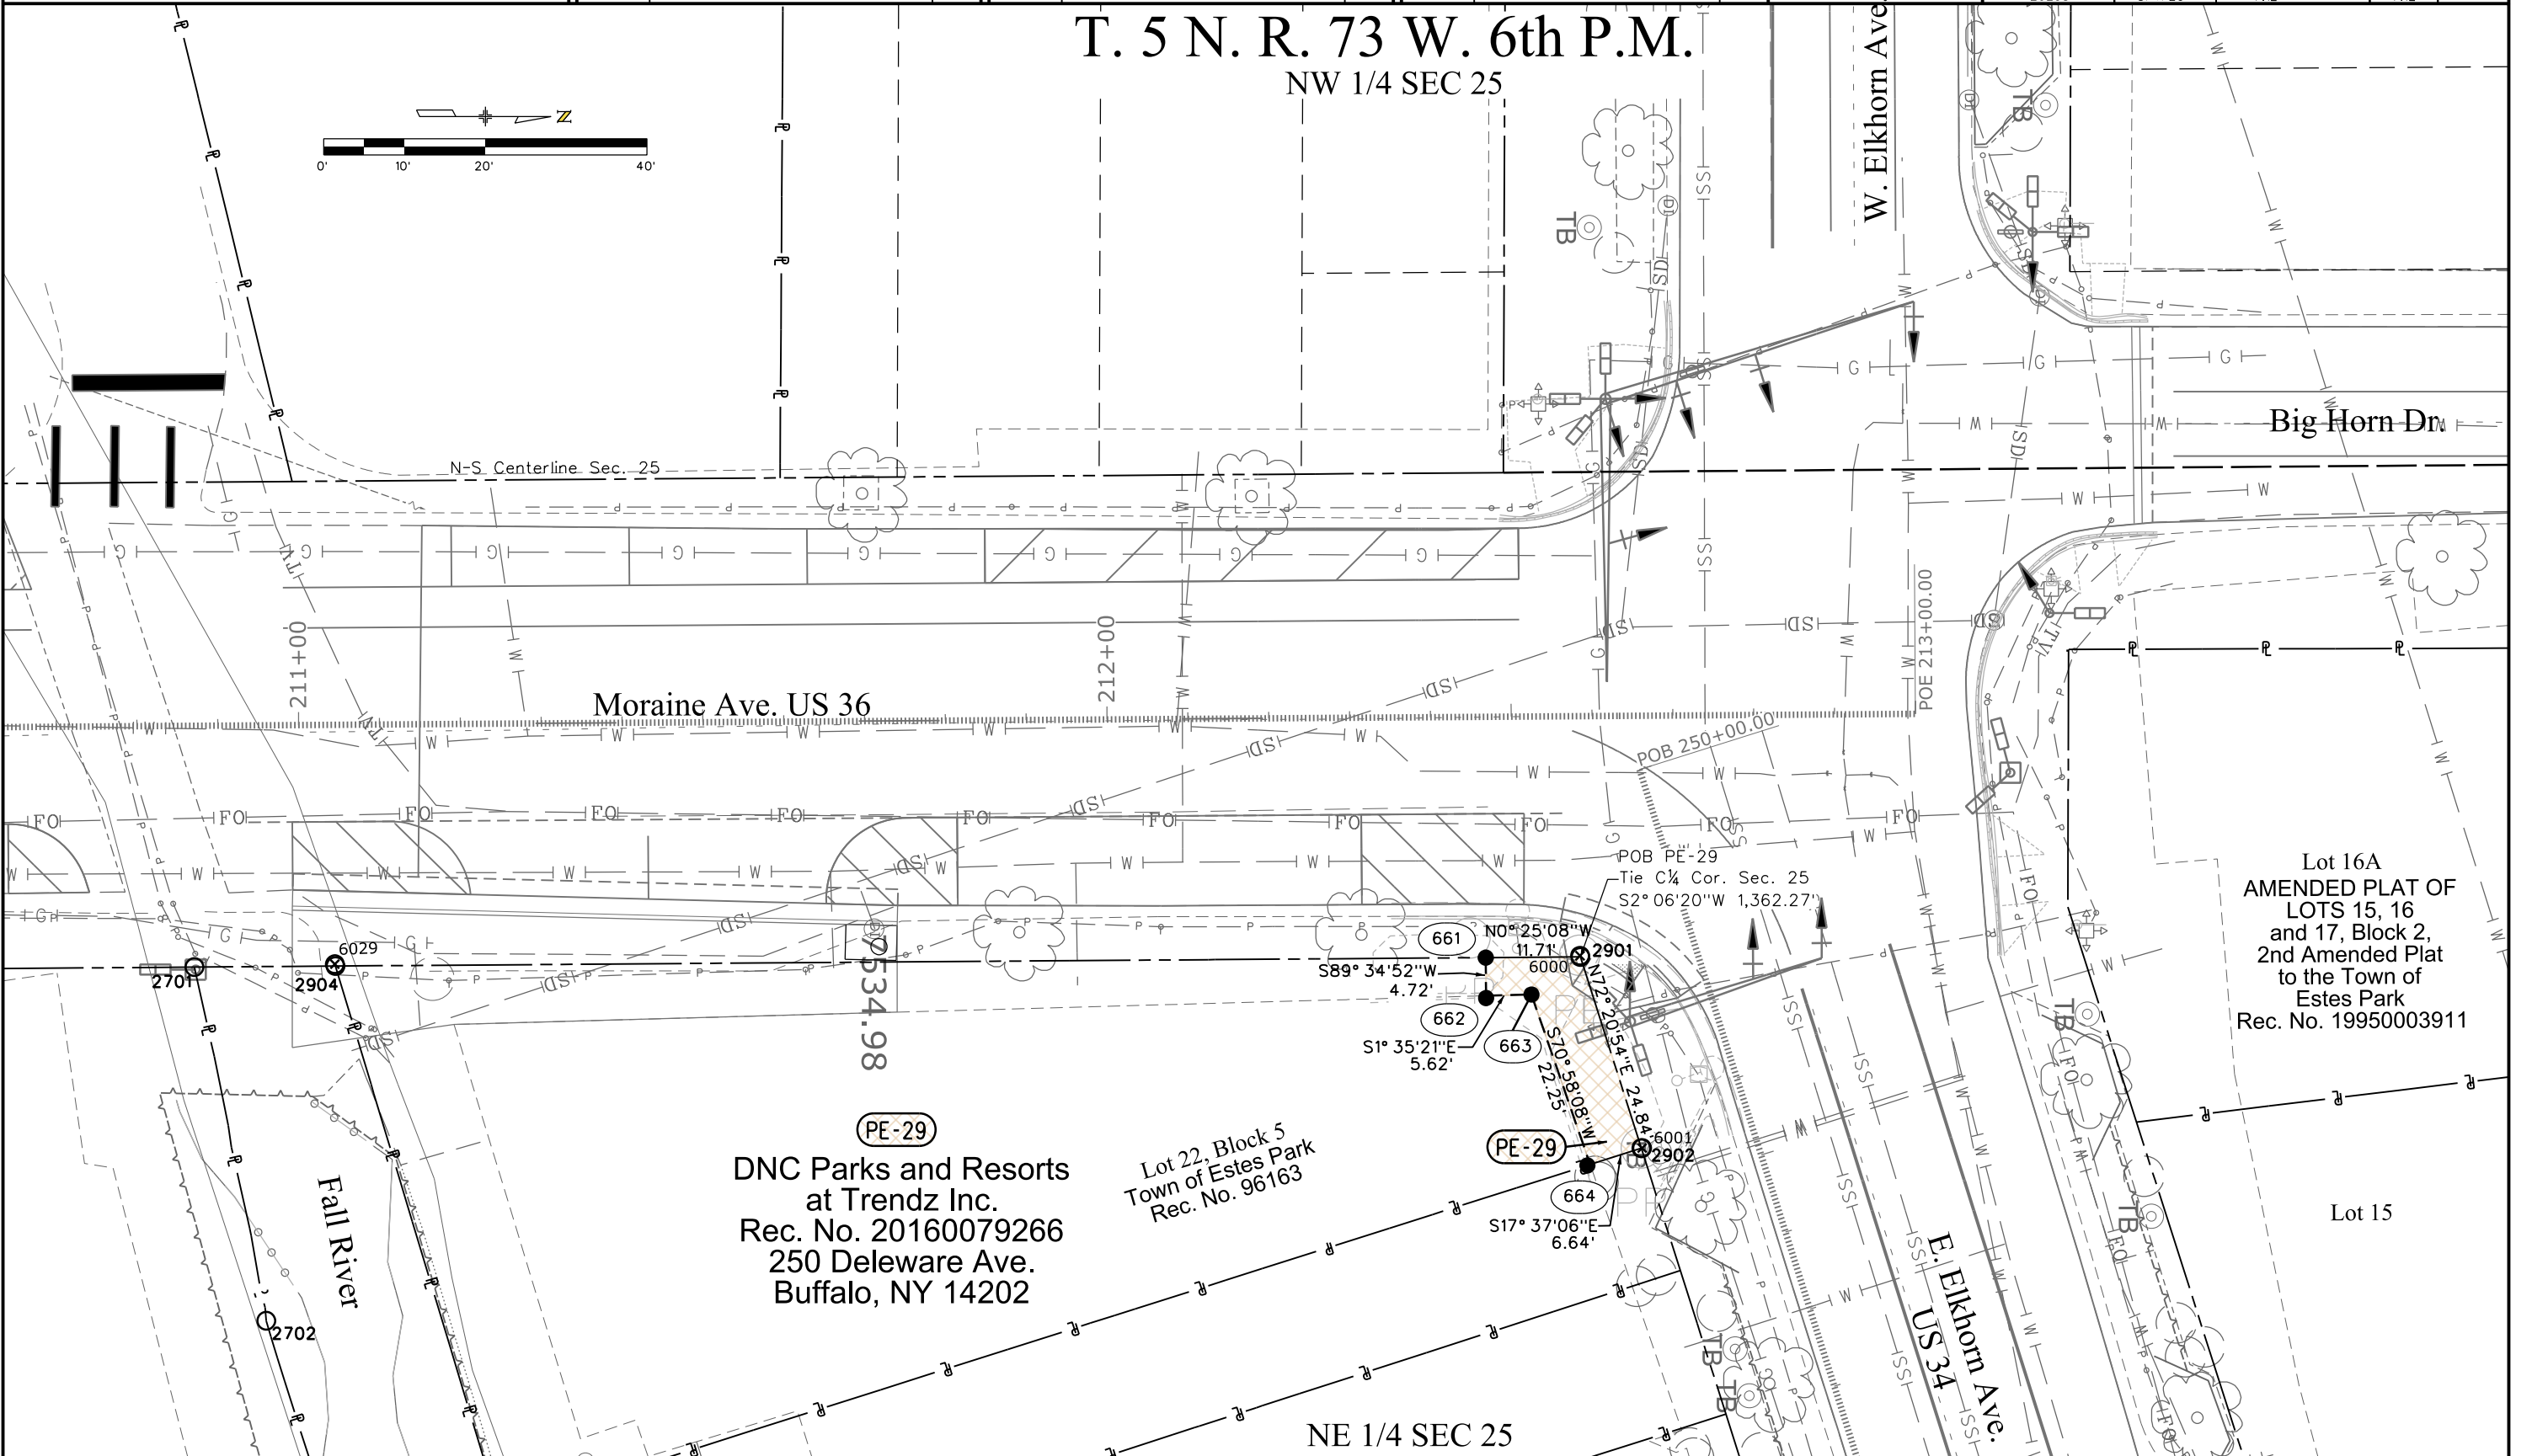 T. 5 N. R. 73 W. 6th P.M.
NW 1/4 SEC 25
W. Elkhorn Ave.
N
0' 10' 20' 40'
TB
TB
Big Horn Dr.
N-S Centerline Sec. 25
211+00
212+00
POE 213+00.00
Moraine Ave. US 36
POB 250+00.00
POB PE-29
Tie C¼ Cor. Sec. 25
S2° 06'20"W 1,362.27'
Lot 16A
AMENDED PLAT OF
LOTS 15, 16
and 17, Block 2,
2nd Amended Plat
to the Town of
Estes Park
Rec. No. 19950003911
661
N0° 25'08"W
11.71'
2901
6000
S89° 34'52"W
4.72'
662
663
S1° 35'21"E
5.62'
N72° 20'54"E 24.84'
S70° 58'08"W
22.25'
6029
2701
2904
7534.98
PE-29
6001
2902
664
S17° 37'06"E
6.64'
PE-29
DNC Parks and Resorts
at Trendz Inc.
Rec. No. 20160079266
250 Deleware Ave.
Buffalo, NY 14202
Lot 22, Block 5
Town of Estes Park
Rec. No. 96163
Fall River
2702
Lot 15
TB
TB
TB
TB
E. Elkhorn Ave.
US 34
NE 1/4 SEC 25